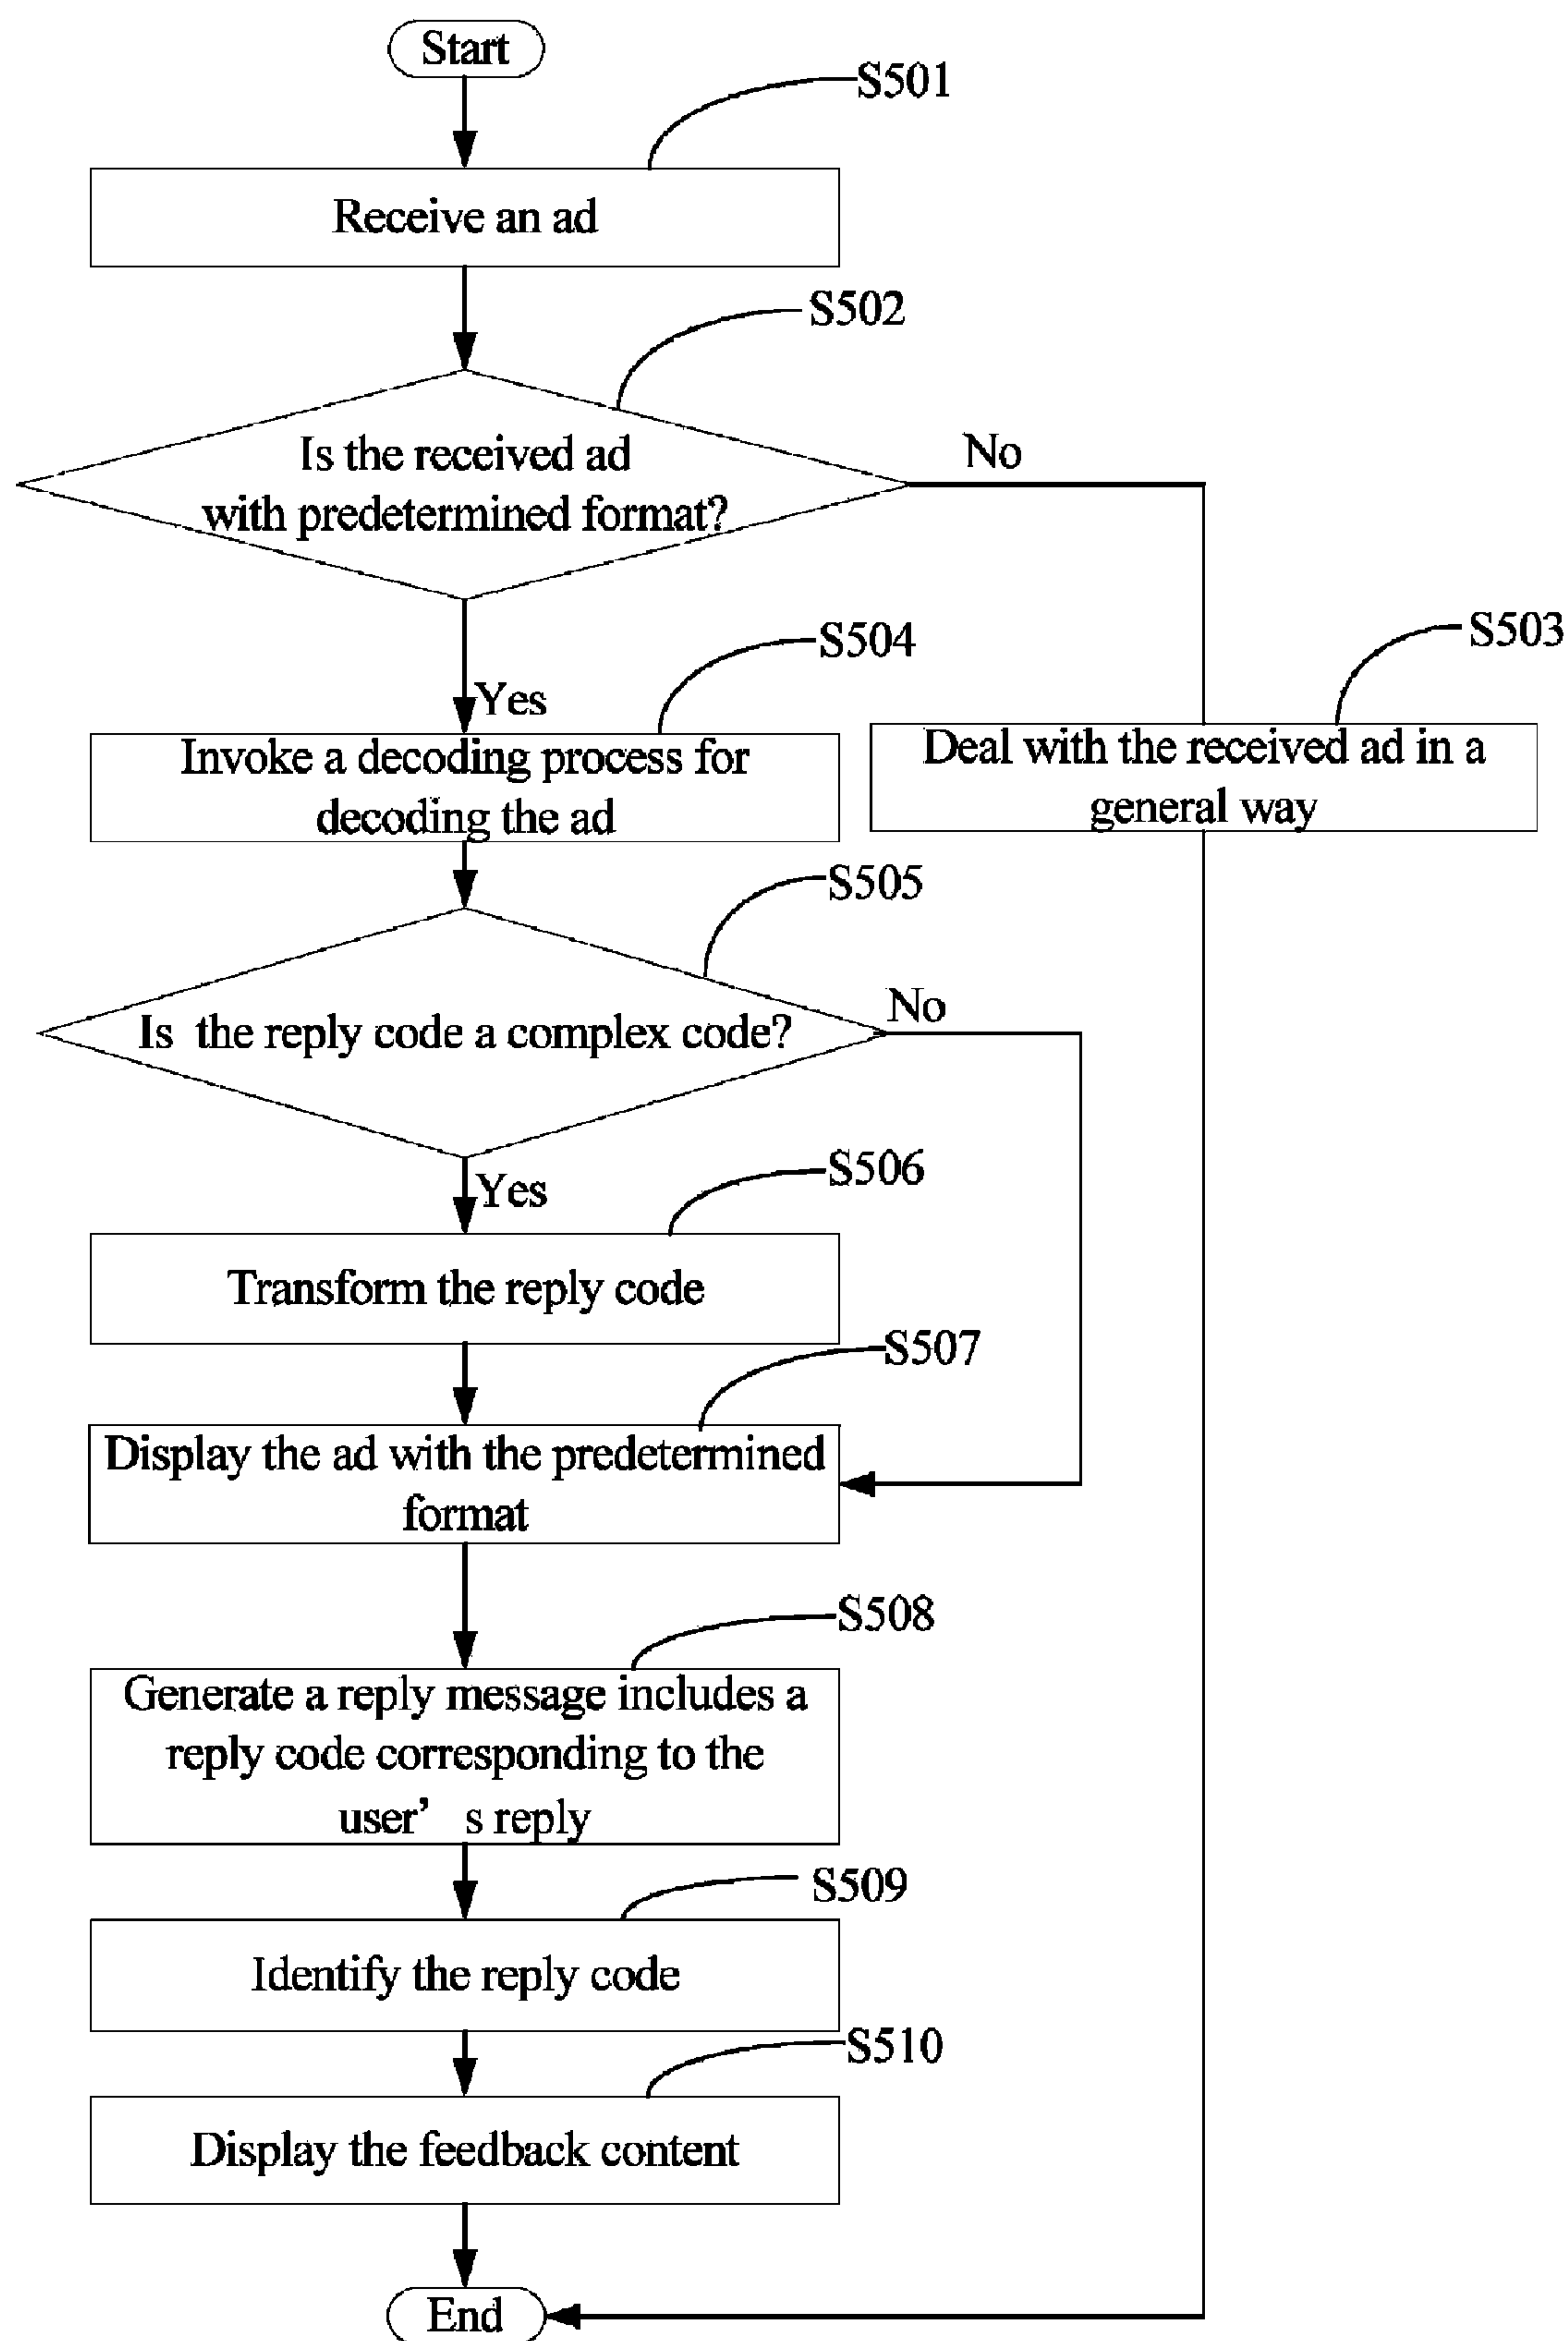 Start
S501
Receive an ad
S502
Is the received ad
with predetermined format?
No
S504
S503
Yes
Invoke a decoding process for
decoding the ad
Deal with the received ad in a
general way
S505
Is the reply code a complex code?
No
S506
Yes
Transform the reply code
S507
Display the ad with the predetermined
format
S508
Generate a reply message includes a
reply code corresponding to the
user’ s reply
S509
Identify the reply code
S510
Display the feedback content
End